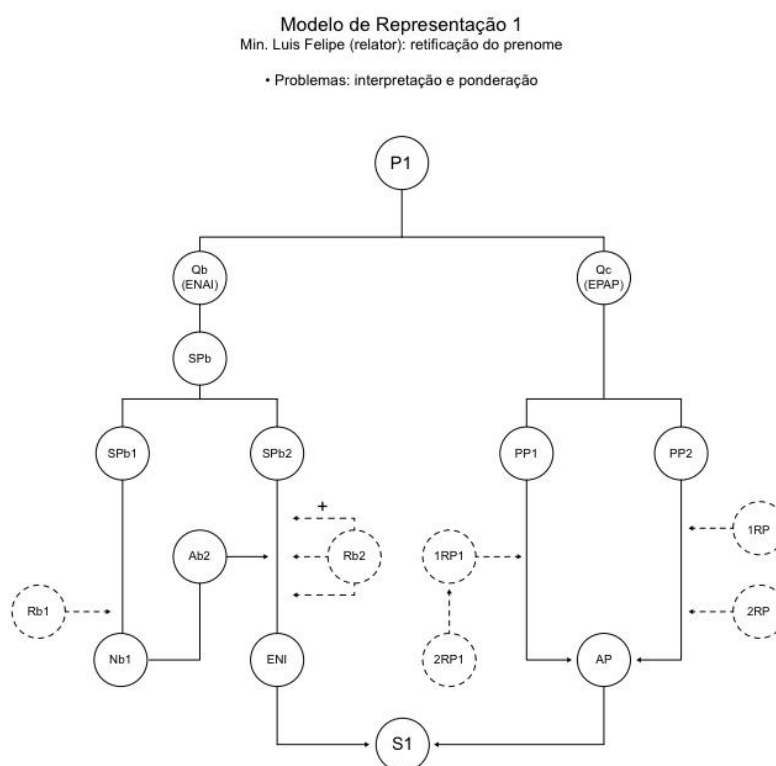 Modelo de Representação 1
Min. Luis Felipe (relator): retificação do prenome
• Problemas: interpretação e ponderação
P1
Qb
(ENAI)
Qc
(EPAP)
SPb
SPb1
SPb2
PP1
PP2
+
Ab2
Rb2
1RP1
1RP
Rb1
2RP
Nb1
ENI
2RP1
AP
S1